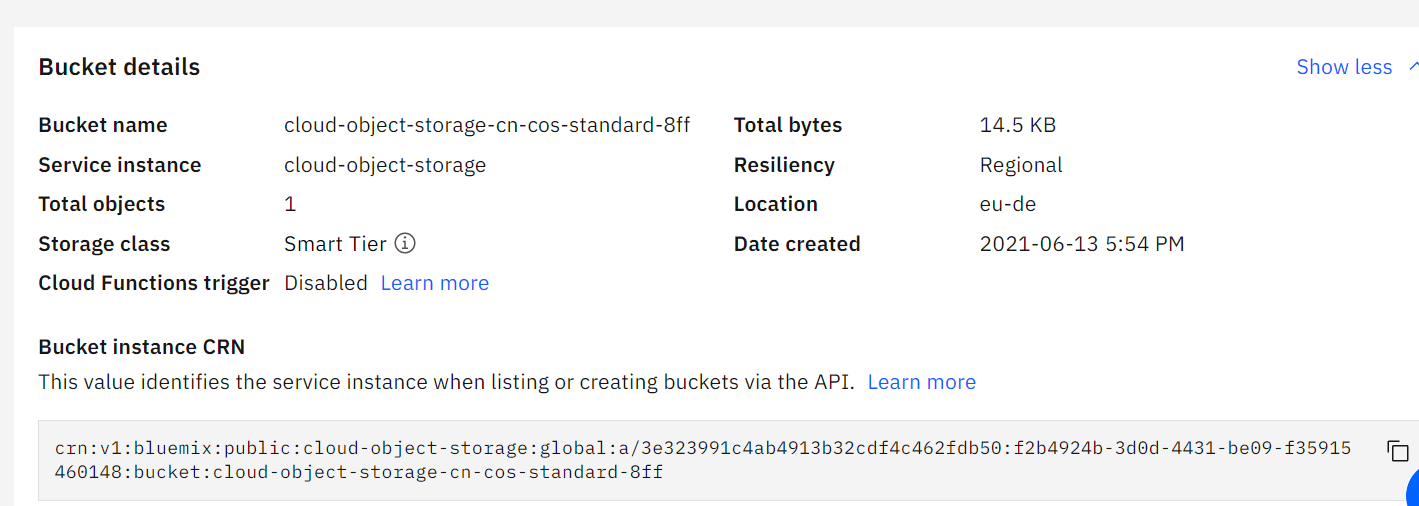 Bucket details
Show less
Bucket name cloud-object-storage-cn-cos-standard-8ff Total bytes 14.5 KB
Service instance cloud-object-storage Resiliency Regional
Total objects 1 Location eu-de
Storage class Smart Tier Date created 2021-06-13 5:54 PM
Cloud Functions trigger Disabled Learn more
Bucket instance CRN
This value identifies the service instance when listing or creating buckets via the API. Learn more
crn:v1:bluemix:public:cloud-object-storage:global:a/3e323991c4ab4913b32cdf4c462fdb50:f2b4924b-3d0d-4431-be09-f35915
460148:bucket:cloud-object-storage-cn-cos-standard-8ff